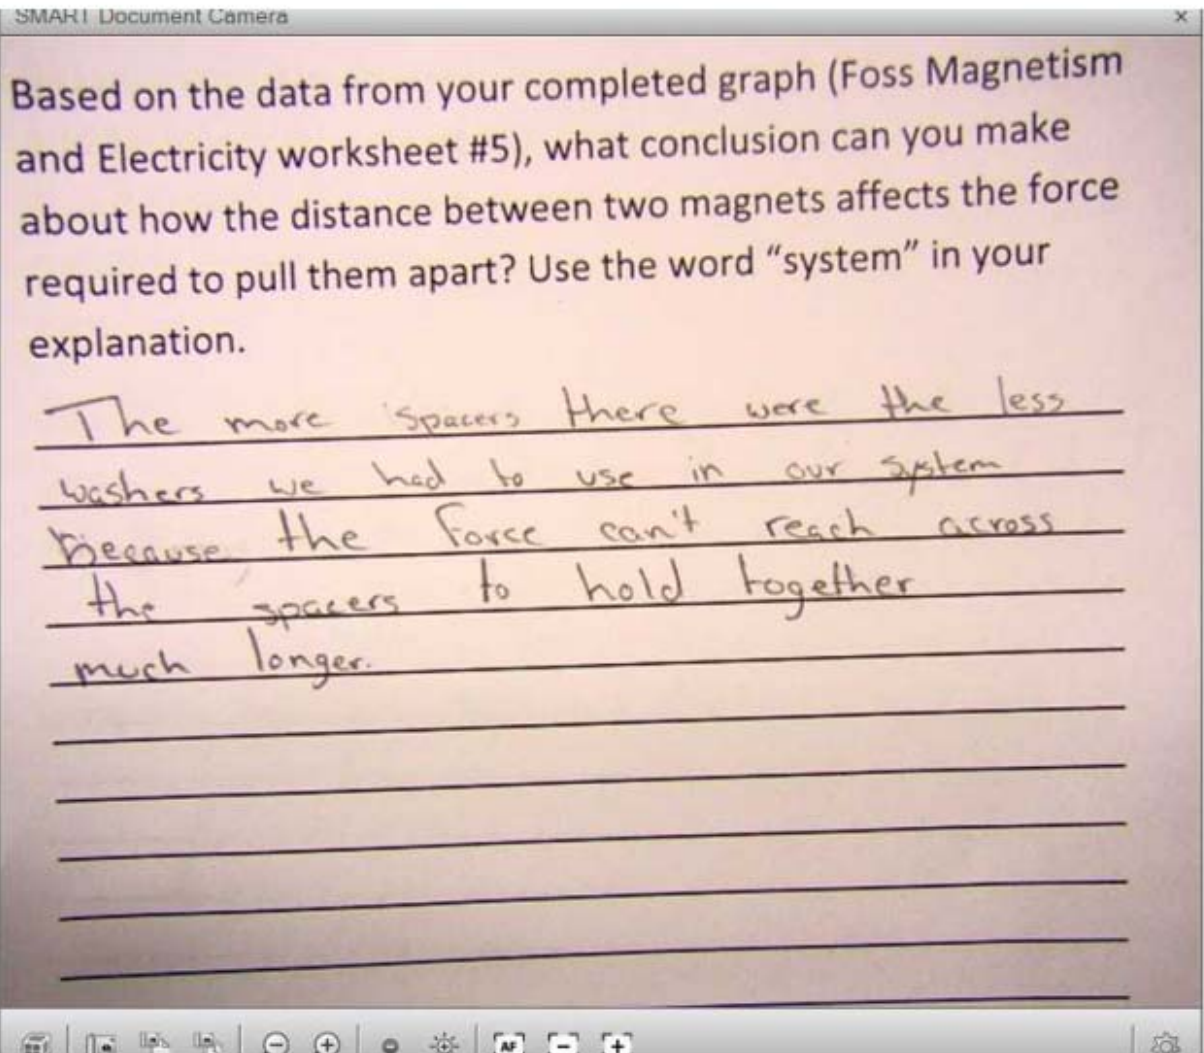 SMART Document Camera
Based on the data from your completed graph (Foss Magnetism
and Electricity worksheet #5), what conclusion can you make
about how the distance between two magnets affects the force
required to pull them apart? Use the word “system” in your
explanation.
The more spacers there were the less
washers we had to use in our system
because the force can't reach across
the spacers to hold together
much longer.
AF